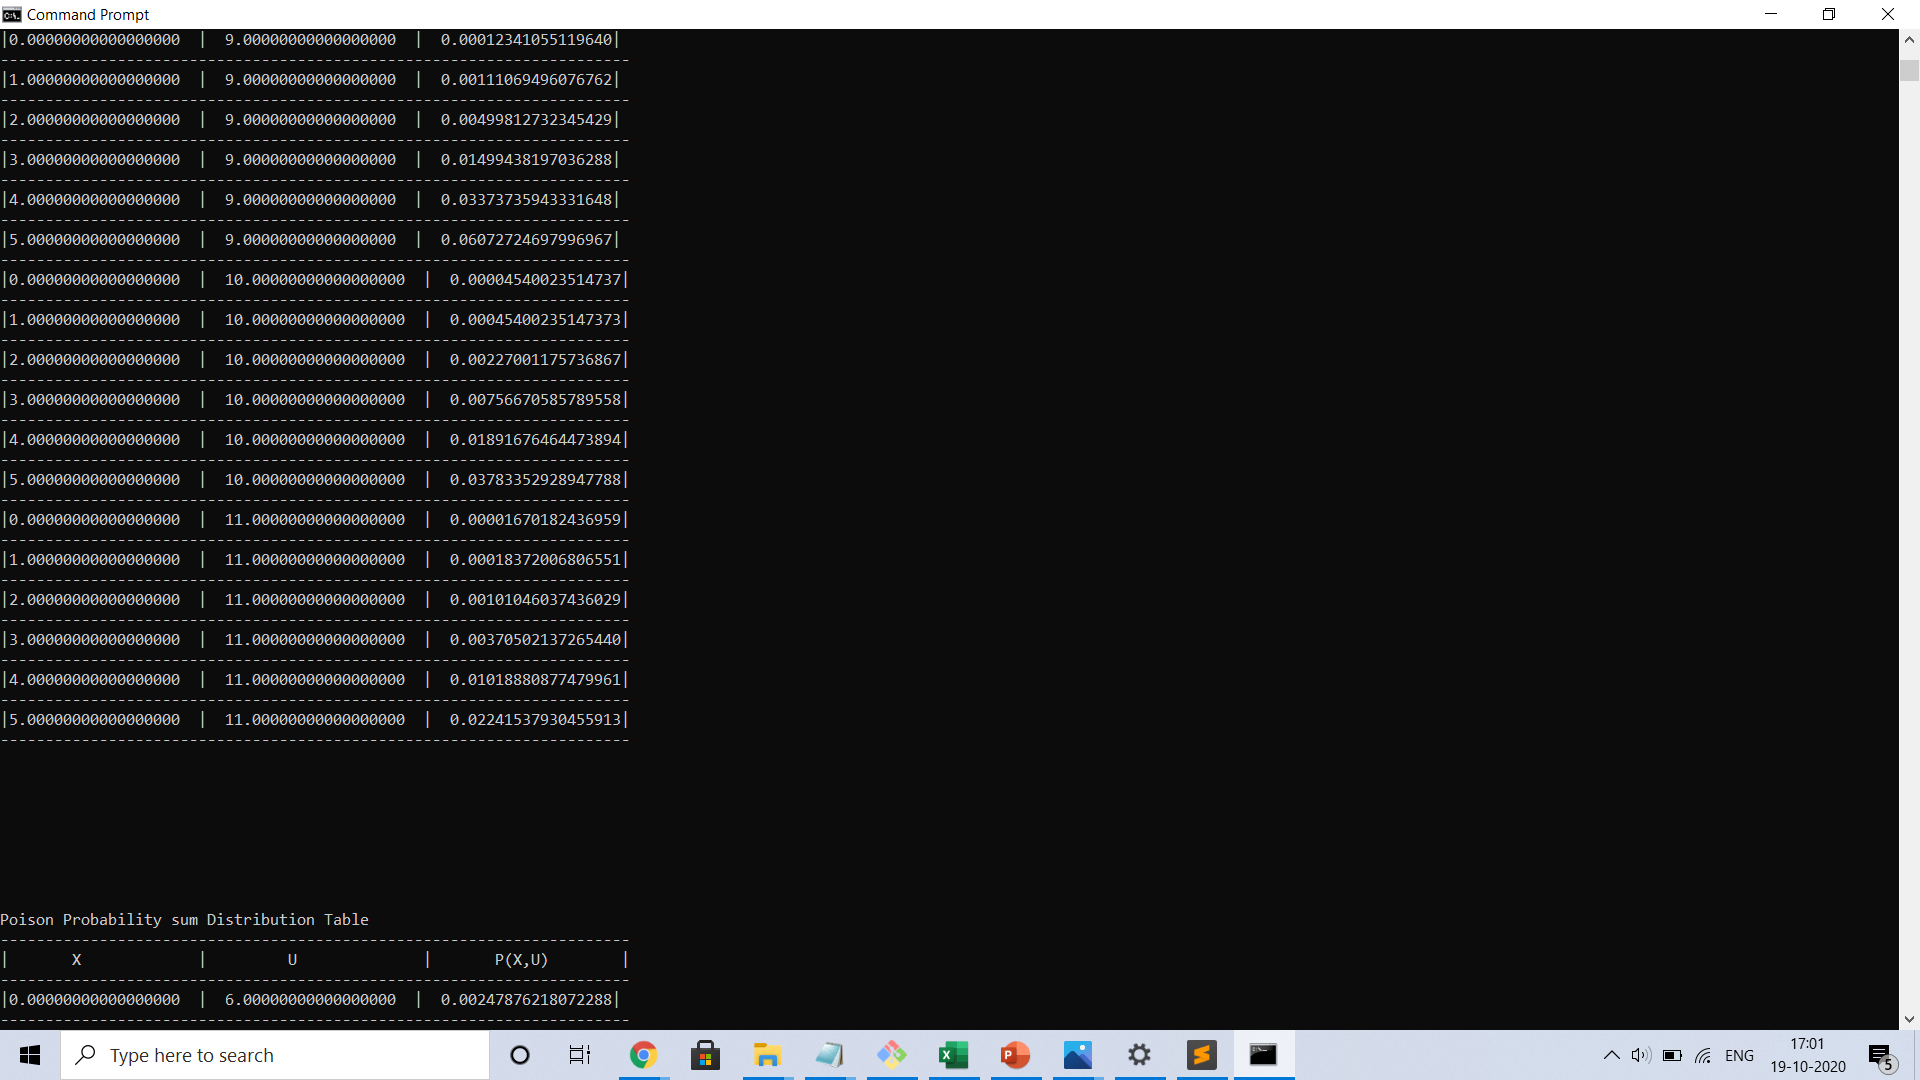 Command Prompt
|0.00000000000000000 | 9.00000000000000000 | 0.00012341055119640|
----------------------------------------------------------------------
|1.00000000000000000 | 9.00000000000000000 | 0.00111069496076762|
----------------------------------------------------------------------
|2.00000000000000000 | 9.00000000000000000 | 0.00499812732345429|
----------------------------------------------------------------------
|3.00000000000000000 | 9.00000000000000000 | 0.01499438197036288|
----------------------------------------------------------------------
|4.00000000000000000 | 9.00000000000000000 | 0.03373735943331648|
----------------------------------------------------------------------
|5.00000000000000000 | 9.00000000000000000 | 0.06072724697996967|
----------------------------------------------------------------------
|0.00000000000000000 | 10.00000000000000000 | 0.00004540023514737|
----------------------------------------------------------------------
|1.00000000000000000 | 10.00000000000000000 | 0.00045400235147373|
----------------------------------------------------------------------
|2.00000000000000000 | 10.00000000000000000 | 0.00227001175736867|
----------------------------------------------------------------------
|3.00000000000000000 | 10.00000000000000000 | 0.00756670585789558|
----------------------------------------------------------------------
|4.00000000000000000 | 10.00000000000000000 | 0.01891676464473894|
----------------------------------------------------------------------
|5.00000000000000000 | 10.00000000000000000 | 0.03783352928947788|
----------------------------------------------------------------------
|0.00000000000000000 | 11.00000000000000000 | 0.00001670182436959|
----------------------------------------------------------------------
|1.00000000000000000 | 11.00000000000000000 | 0.00018372006806551|
----------------------------------------------------------------------
|2.00000000000000000 | 11.00000000000000000 | 0.00101046037436029|
----------------------------------------------------------------------
|3.00000000000000000 | 11.00000000000000000 | 0.00370502137265440|
----------------------------------------------------------------------
|4.00000000000000000 | 11.00000000000000000 | 0.01018880877479961|
----------------------------------------------------------------------
|5.00000000000000000 | 11.00000000000000000 | 0.02241537930455913|
----------------------------------------------------------------------
Poison Probability sum Distribution Table
----------------------------------------------------------------------
| X | U | P(X,U) |
----------------------------------------------------------------------
|0.00000000000000000 | 6.00000000000000000 | 0.00247876218072288|
----------------------------------------------------------------------
Type here to search
ENG
17:01
19-10-2020
5